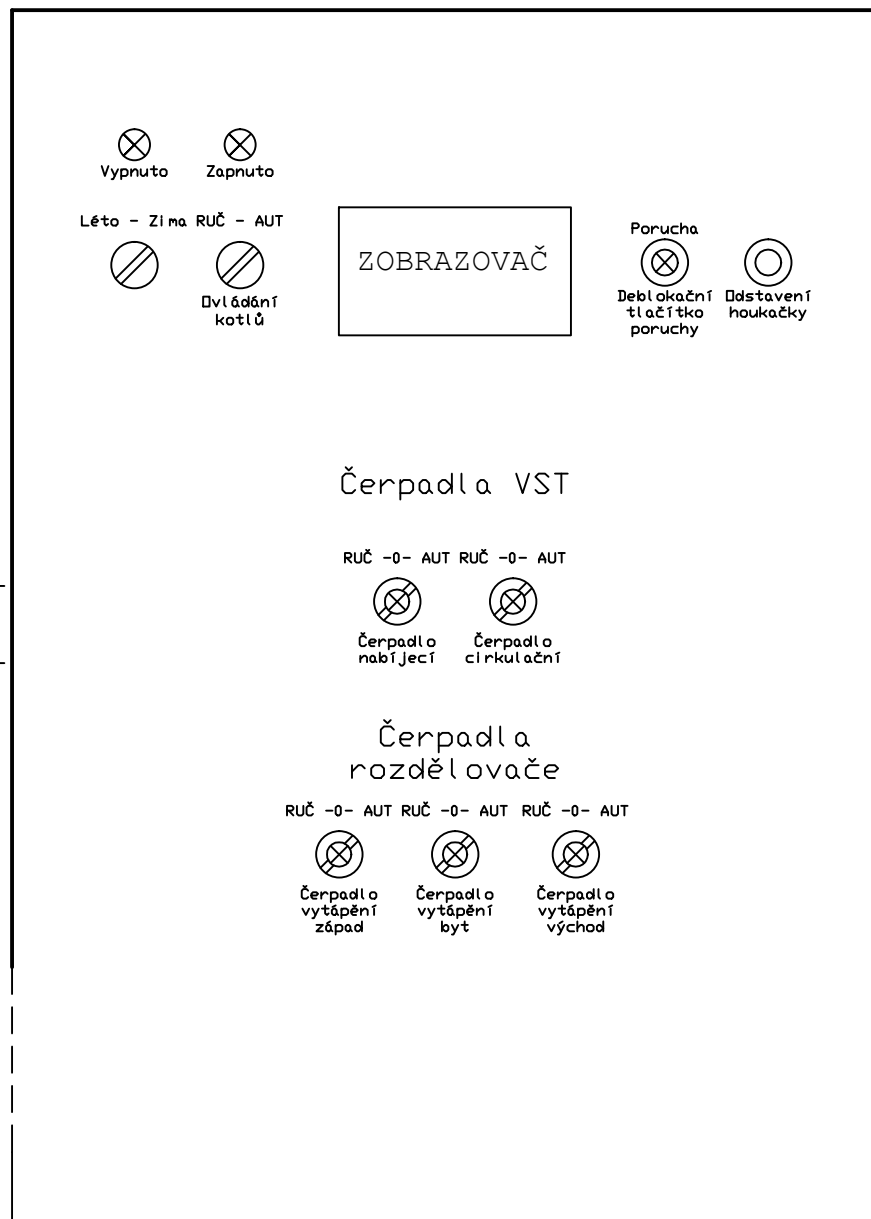 Vypnuto
Zapnuto
Léto - Zima
RUČ - AUT
Ovládání
kotlů
ZOBRAZOVAČ
Porucha
Deblokační
tlačítko
poruchy
Odstavení
houkačky
Čerpadla VST
RUČ -0- AUT
RUČ -0- AUT
Čerpadlo
nabíjecí
Čerpadlo
cirkulační
Čerpadla
rozdělovače
RUČ -0- AUT
RUČ -0- AUT
RUČ -0- AUT
Čerpadlo
vytápění
západ
Čerpadlo
vytápění
byt
Čerpadlo
vytápění
východ